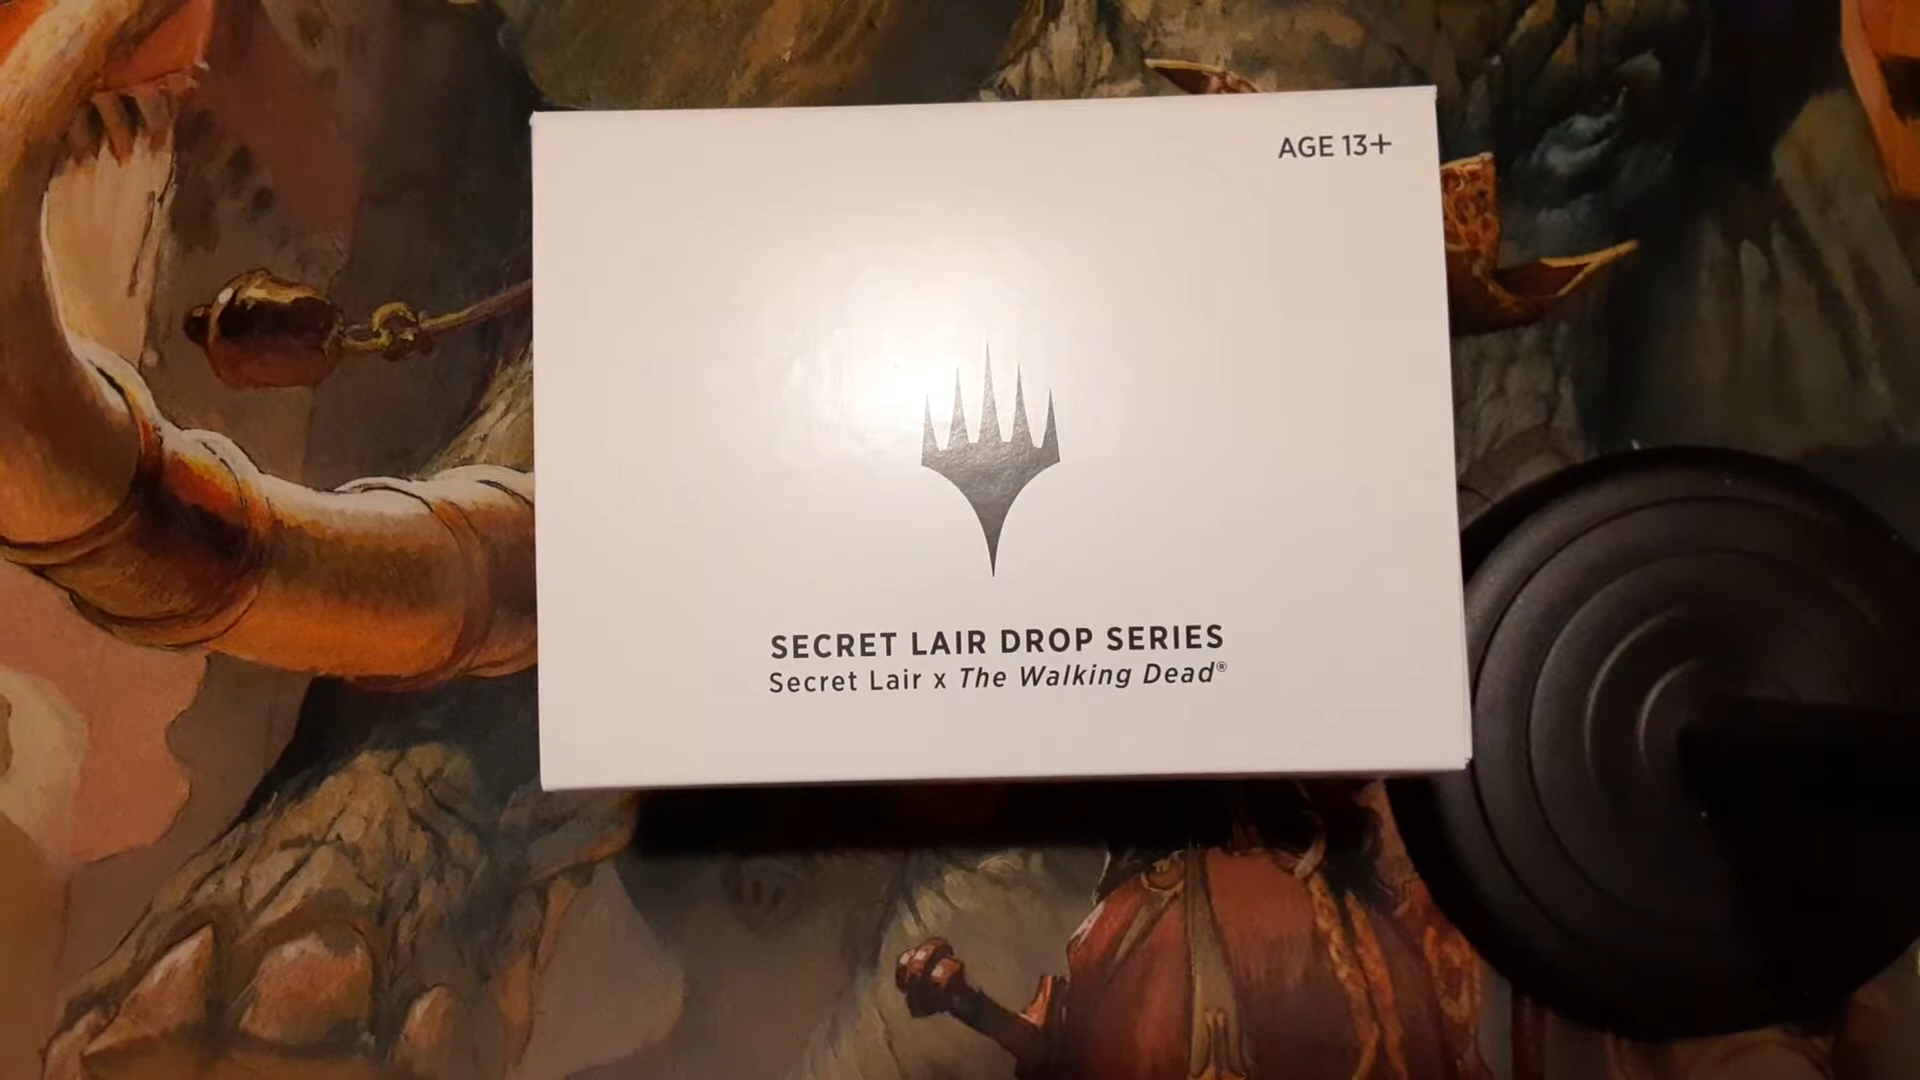 AGE 13+
SECRET LAIR DROP SERIES
Secret Lair x The Walking Dead®